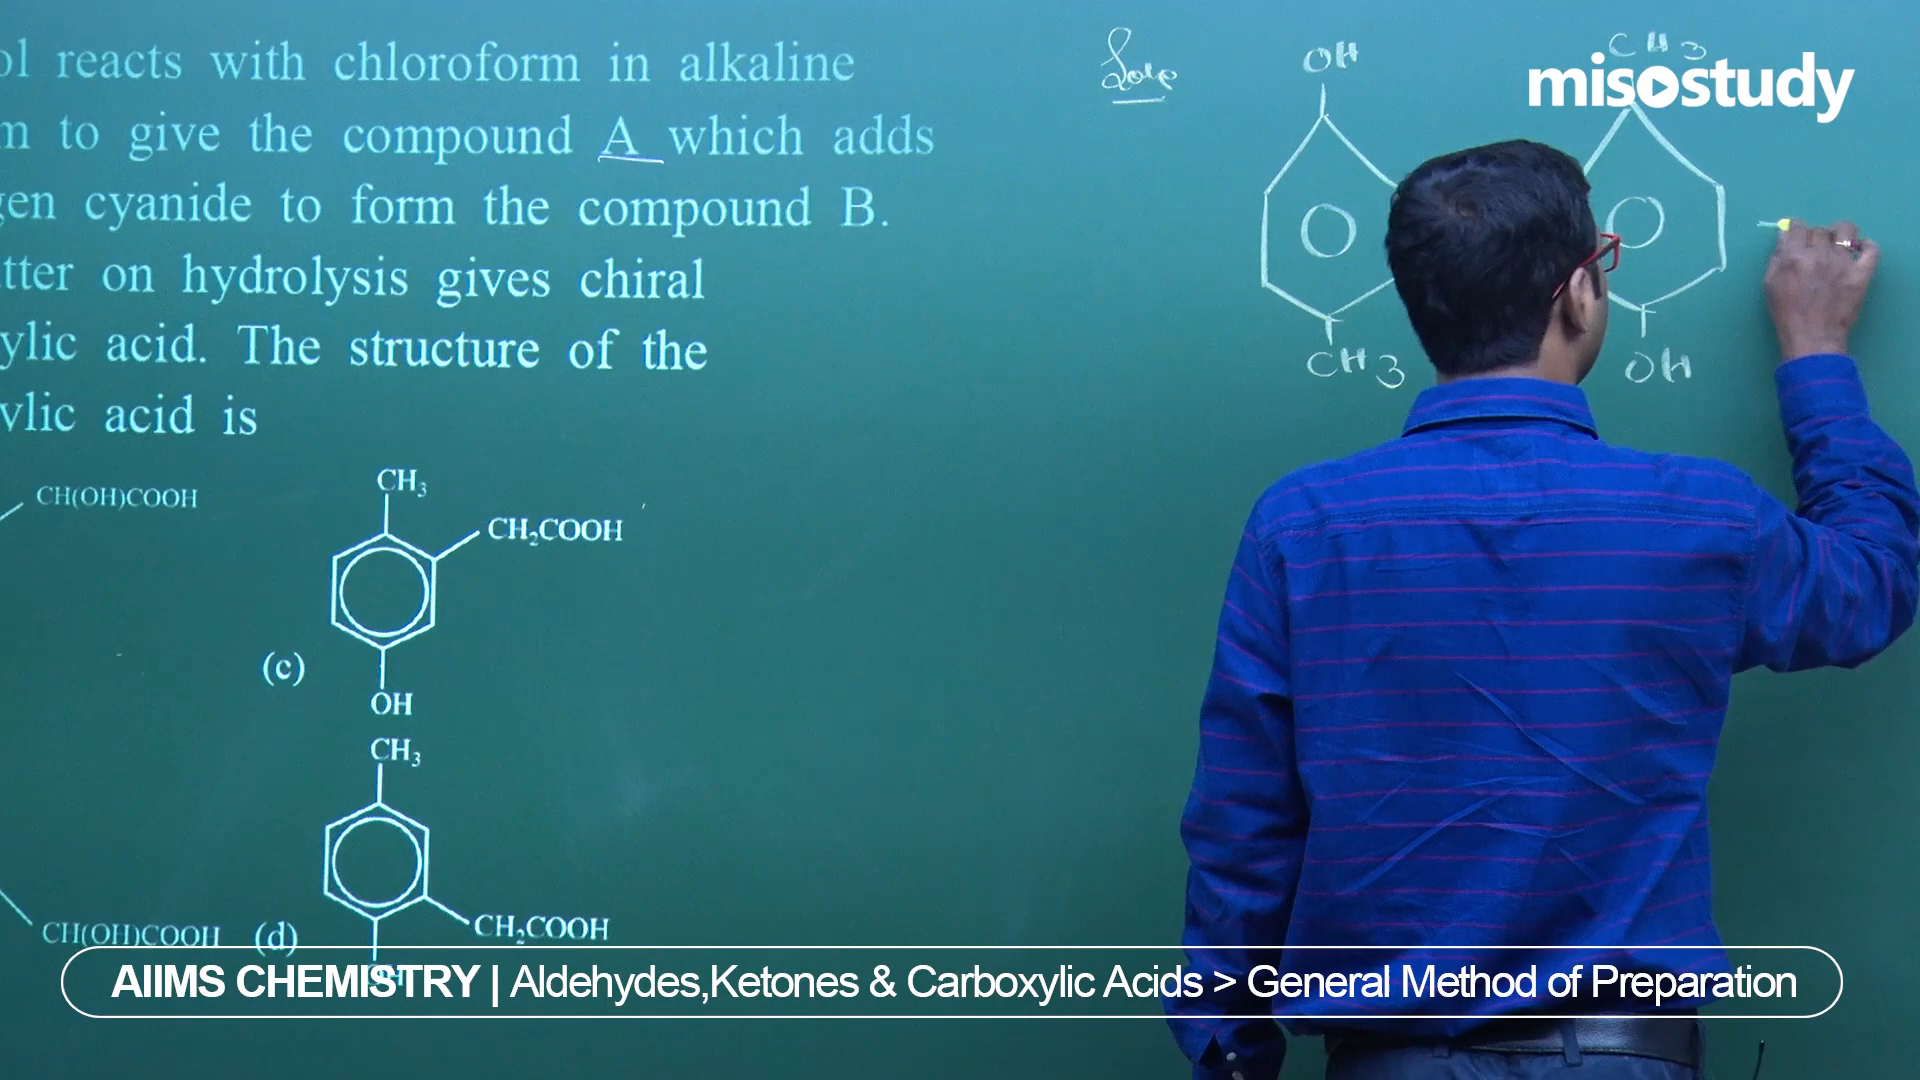 ol reacts with chloroform in alkaline
m to give the compound A which adds
gen cyanide to form the compound B.
tter on hydrolysis gives chiral
ylic acid. The structure of the
ylic acid is
CH(OH)COOH
CH3
CH2COOH
(c)
OH
CH3
CH(OH)COOH
(d)
CH2COOH
OH
OH
CH3
CH3
OH
misostudy
AIIMS CHEMISTRY | Aldehydes,Ketones & Carboxylic Acids > General Method of Preparation